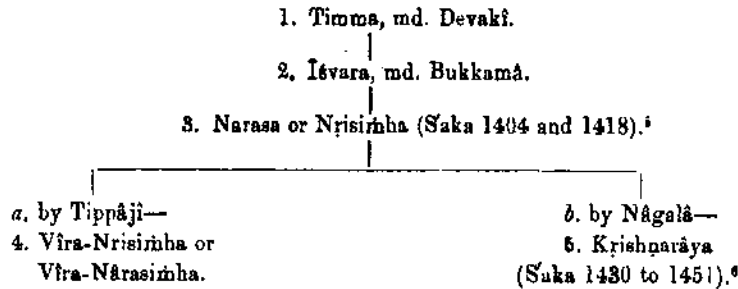 1. Timma, md. Devakî.
2. Îśvara, md. Bukkamâ.
3. Narasa or Nṛisiṁha (Śaka 1404 and 1418).⁵
a. by Tippâjî—
4. Vîra-Nrisiṁha or
Vîra-Nârasiṁha.
b. by Nâgalâ—
5. Kṛishṇarâya
(Śaka 1430 to 1451).⁶